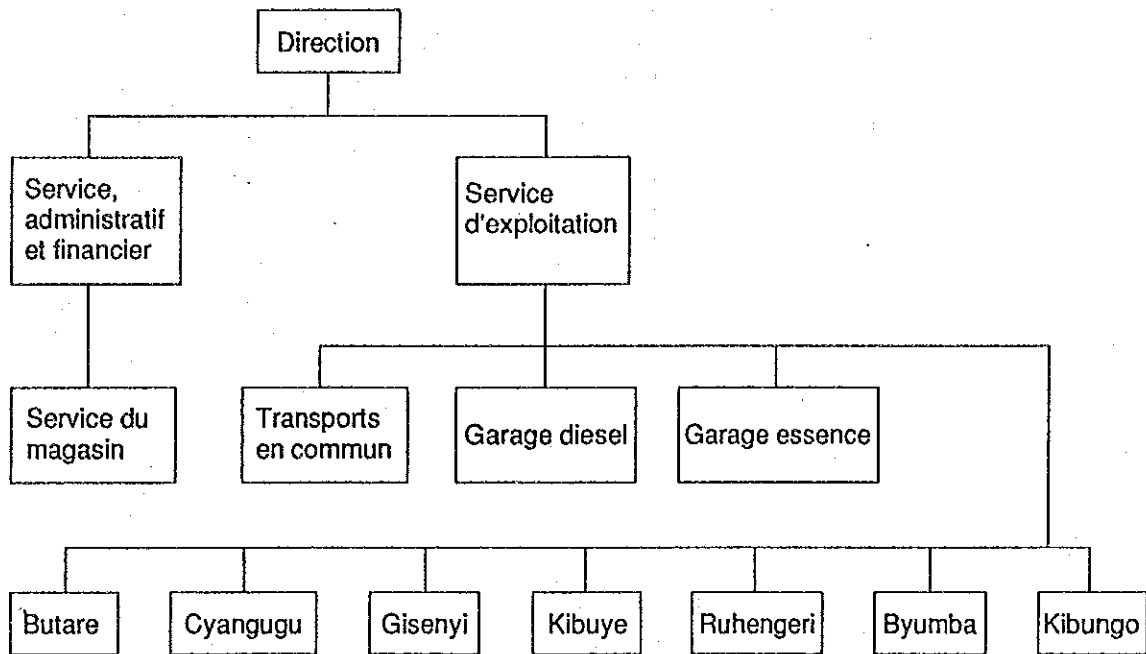 Direction
Service,
administratif
et financier
Service
d'exploitation
Service du
magasin
Transports
en commun
Garage diesel
Garage essence
Butare
Cyangugu
Gisenyi
Kibuye
Ruhengeri
Byumba
Kibungo